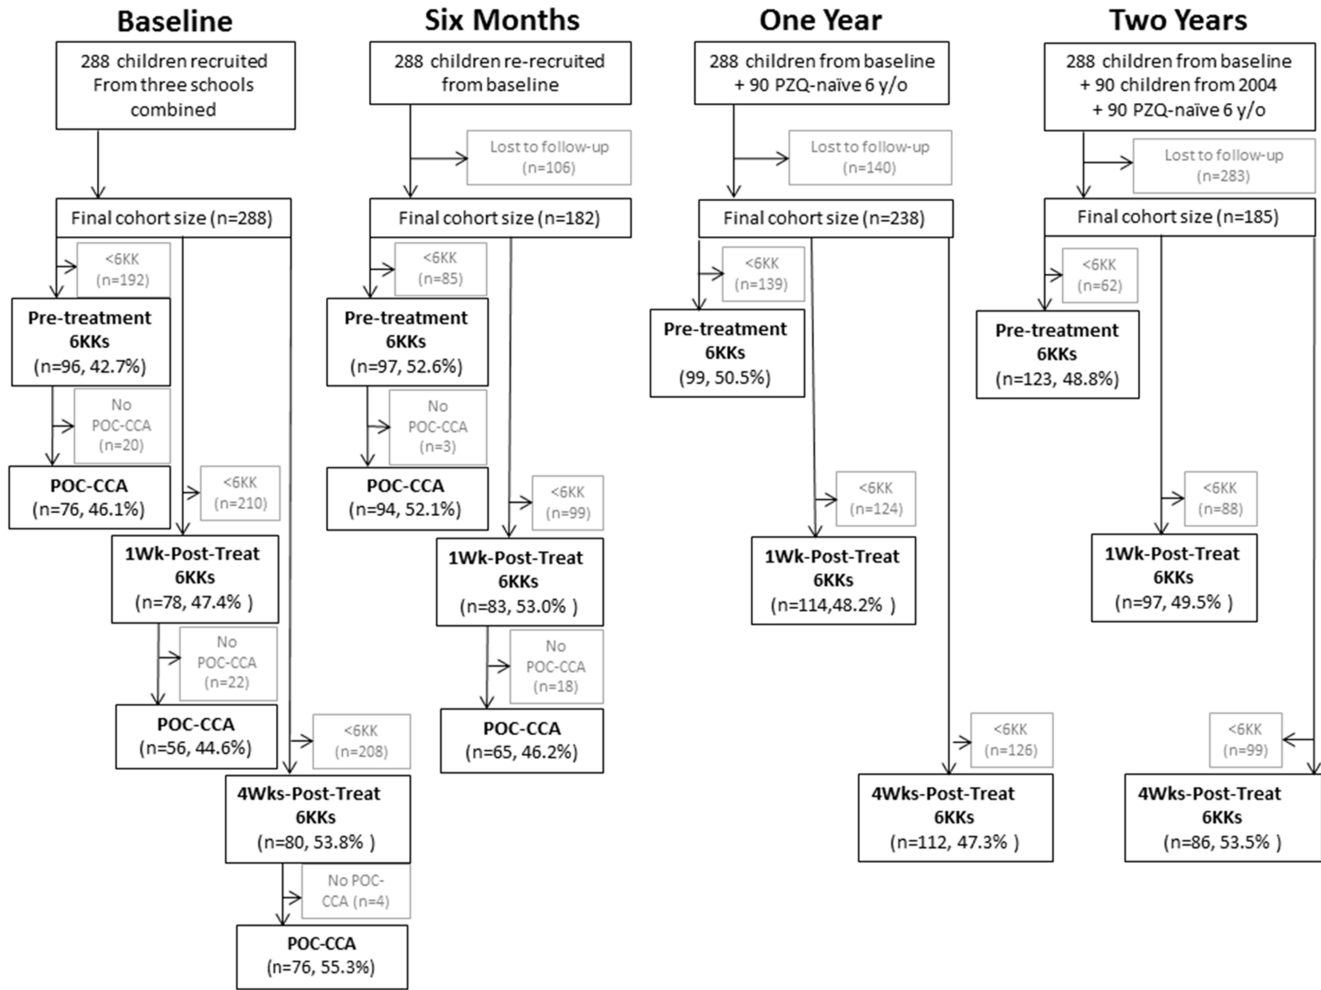 Baseline
288 children recruited
From three schools
combined
Final cohort size (n=288)
<6KK
(n=192)
Pre-treatment
6KKs
(n=96, 42.7%)
No
POC-CCA
(n=20)
POC-CCA
(n=76, 46.1%)
<6KK
(n=210)
1Wk-Post-Treat
6KKs
(n=78, 47.4% )
No
POC-CCA
(n=22)
POC-CCA
(n=56, 44.6%)
<6KK
(n=208)
4Wks-Post-Treat
6KKs
(n=80, 53.8% )
No POC-
CCA (n=4)
POC-CCA
(n=76, 55.3%)
Six Months
288 children re-recruited
from baseline
Lost to follow-up
(n=106)
Final cohort size (n=182)
<6KK
(n=85)
Pre-treatment
6KKs
(n=97, 52.6%)
No
POC-CCA
(n=3)
POC-CCA
(n=94, 52.1%)
<6KK
(n=99)
1Wk-Post-Treat
6KKs
(n=83, 53.0% )
No
POC-CCA
(n=18)
POC-CCA
(n=65, 46.2%)
One Year
288 children from baseline
+ 90 PZQ-naïve 6 y/o
Lost to follow-up
(n=140)
Final cohort size (n=238)
<6KK
(n=139)
Pre-treatment
6KKs
(99, 50.5%)
<6KK
(n=124)
1Wk-Post-Treat
6KKs
(n=114,48.2% )
<6KK
(n=126)
4Wks-Post-Treat
6KKs
(n=112, 47.3% )
Two Years
288 children from baseline
+ 90 children from 2004
+ 90 PZQ-naïve 6 y/o
Lost to follow-up
(n=283)
Final cohort size (n=185)
<6KK
(n=62)
Pre-treatment
6KKs
(n=123, 48.8%)
<6KK
(n=88)
1Wk-Post-Treat
6KKs
(n=97, 49.5% )
<6KK
(n=99)
4Wks-Post-Treat
6KKs
(n=86, 53.5% )